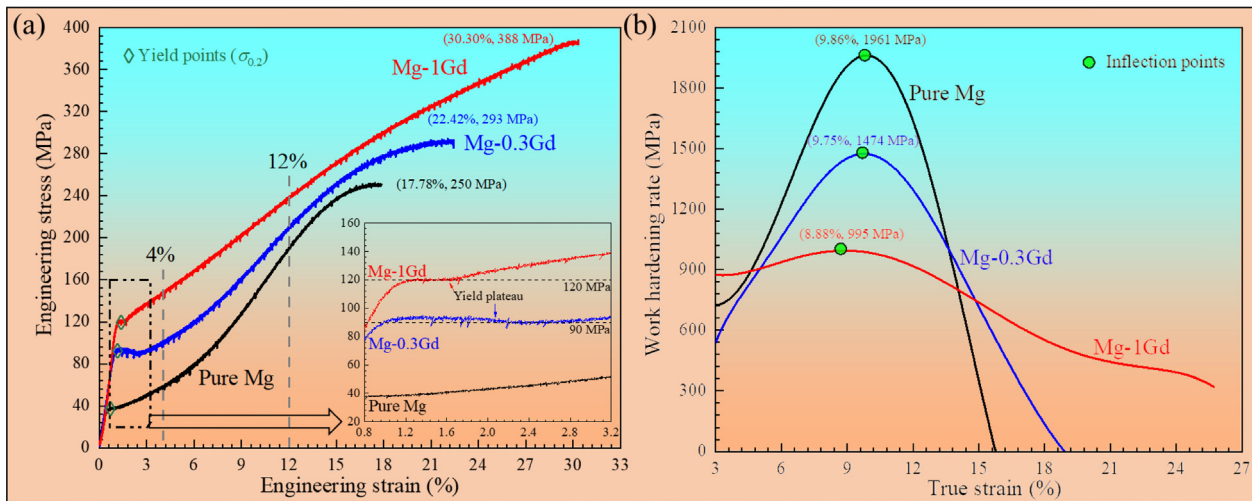 (a)
400
360
320
280
240
200
160
120
80
40
0
Engineering stress (MPa)
Yield points (σ0.2)
(30.30%, 388 MPa)
Mg-1Gd
(22.42%, 293 MPa)
Mg-0.3Gd
12%
(17.78%, 250 MPa)
4%
Pure Mg
160
140
120
100
80
60
40
20
Mg-1Gd
120 MPa
Yield plateau
90 MPa
Mg-0.3Gd
Pure Mg
0.8 1.2 1.6 2.0 2.4 2.8 3.2
0 3 6 9 12 15 18 21 24 27 30 33
Engineering strain (%)
(b)
2100
1800
1500
1200
900
600
300
0
Work hardening rate (MPa)
(9.86%, 1961 MPa)
Inflection points
Pure Mg
(9.75%, 1474 MPa)
(8.88%, 995 MPa)
Mg-0.3Gd
Mg-1Gd
3 6 9 12 15 18 21 24 27
True strain (%)